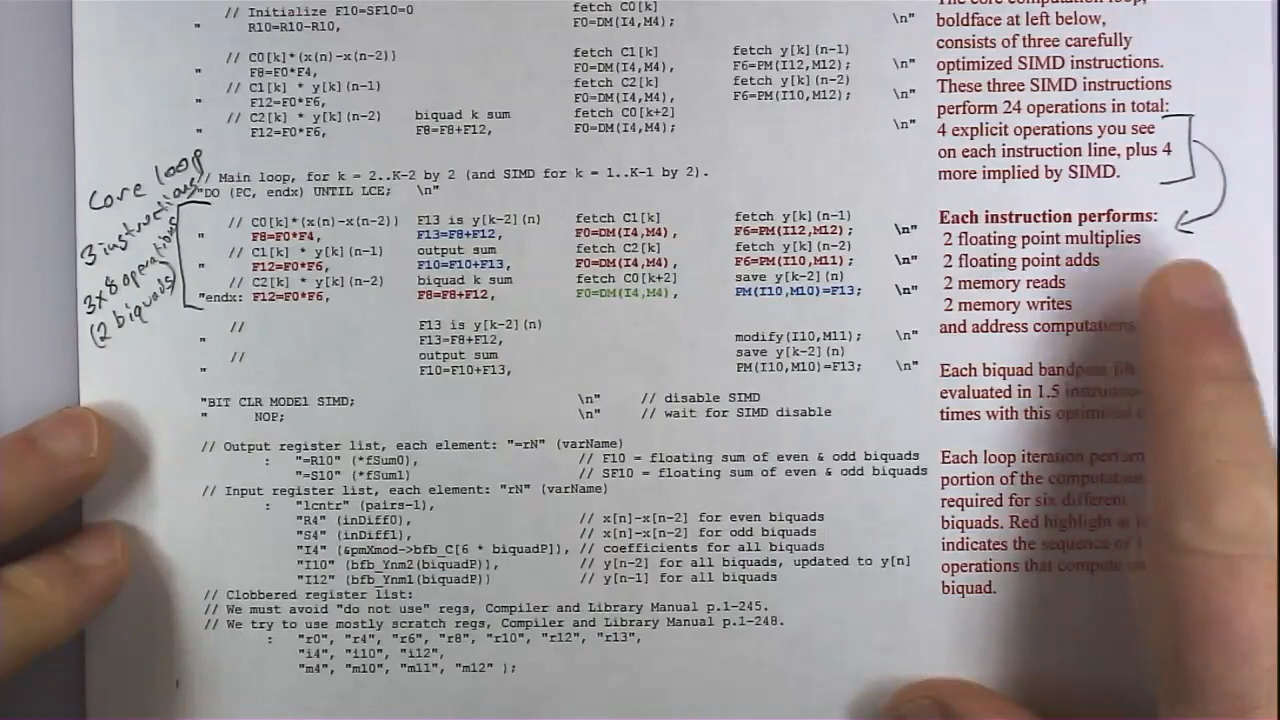 // Initialize F10=SF10=0 fetch C0[k]
" R10=R10-R10, F0=DM(I4,M4); \n"
// C0[k]*(x(n)-x(n-2)) fetch C1[k] fetch y[k](n-1)
" F8=F0*F4, F0=DM(I4,M4), F6=PM(I12,M12); \n"
// C1[k] * y[k](n-1) fetch C2[k] fetch y[k](n-2)
" F12=F0*F6, F0=DM(I4,M4), F6=PM(I10,M12); \n"
// C2[k] * y[k](n-2) biquad k sum fetch C0[k+2]
" F12=F0*F6, F8=F8+F12, F0=DM(I4,M4); \n"
// Main loop, for k = 2..K-2 by 2 (and SIMD for k = 1..K-1 by 2).
"DO (PC, endx) UNTIL LCE; \n"
// C0[k]*(x(n)-x(n-2)) F13 is y[k-2](n) fetch C1[k] fetch y[k](n-1)
" F8=F0*F4, F13=F8+F12, F0=DM(I4,M4), F6=PM(I12,M12); \n"
// C1[k] * y[k](n-1) output sum fetch C2[k] fetch y[k](n-2)
" F12=F0*F6, F10=F10+F13, F0=DM(I4,M4), F6=PM(I10,M11); \n"
// C2[k] * y[k](n-2) biquad k sum fetch C0[k+2] save y[k-2](n)
"endx: F12=F0*F6, F8=F8+F12, F0=DM(I4,M4), PM(I10,M10)=F13; \n"
// F13 is y[k-2](n)
" F13=F8+F12, modify(I10,M11); \n"
// output sum save y[k-2](n)
" F10=F10+F13, PM(I10,M10)=F13; \n"
"BIT CLR MODE1 SIMD; \n" // disable SIMD
" NOP; \n" // wait for SIMD disable
// Output register list, each element: "=rN" (varName)
: "=R10" (*fSum0), // F10 = floating sum of even & odd biquads
"=S10" (*fSum1) // SF10 = floating sum of even & odd biquads
// Input register list, each element: "rN" (varName)
: "lcntr" (pairs-1),
"R4" (inDiff0), // x[n]-x[n-2] for even biquads
"S4" (inDiff1), // x[n]-x[n-2] for odd biquads
"I4" (&pmXmod->bfb_C[6 * biquadP]), // coefficients for all biquads
"I10" (bfb_Ynm2(biquadP)), // y[n-2] for all biquads, updated to y[n]
"I12" (bfb_Ynm1(biquadP)) // y[n-1] for all biquads
// Clobbered register list:
// We must avoid "do not use" regs, Compiler and Library Manual p.1-245.
// We try to use mostly scratch regs, Compiler and Library Manual p.1-248.
: "r0", "r4", "r6", "r8", "r10", "r12", "r13",
"i4", "i10", "i12",
"m4", "m10", "m11", "m12" );
Core loop
3 instructions
3x8 operations
(2 biquads)
The core computation loop,
boldface at left below,
consists of three carefully
optimized SIMD instructions.
These three SIMD instructions
perform 24 operations in total:
4 explicit operations you see
on each instruction line, plus 4
more implied by SIMD.
Each instruction performs:
2 floating point multiplies
2 floating point adds
2 memory reads
2 memory writes
and address computations
Each biquad bandpass
evaluated in 1.5
times with this optimized
Each loop iteration
portion of the
required for six different
biquads. Red highlight
indicates the sequence
operations that compute
biquad.